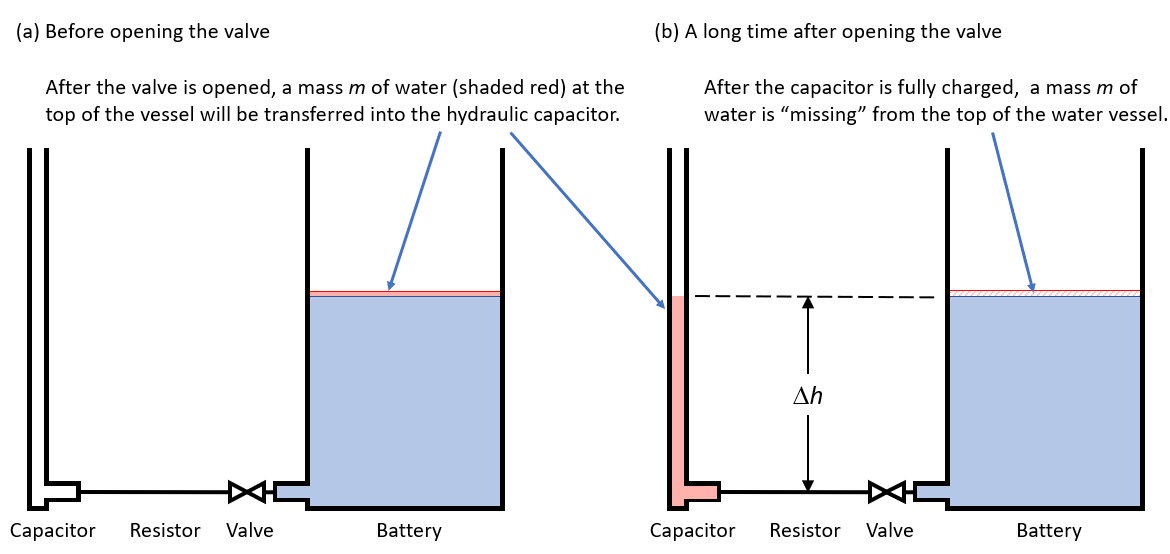 (a) Before opening the valve
After the valve is opened, a mass m of water (shaded red) at the
top of the vessel will be transferred into the hydraulic capacitor.
Capacitor Resistor Valve Battery
(b) A long time after opening the valve
After the capacitor is fully charged, a mass m of
water is “missing” from the top of the water vessel.
Δh
Capacitor Resistor Valve Battery